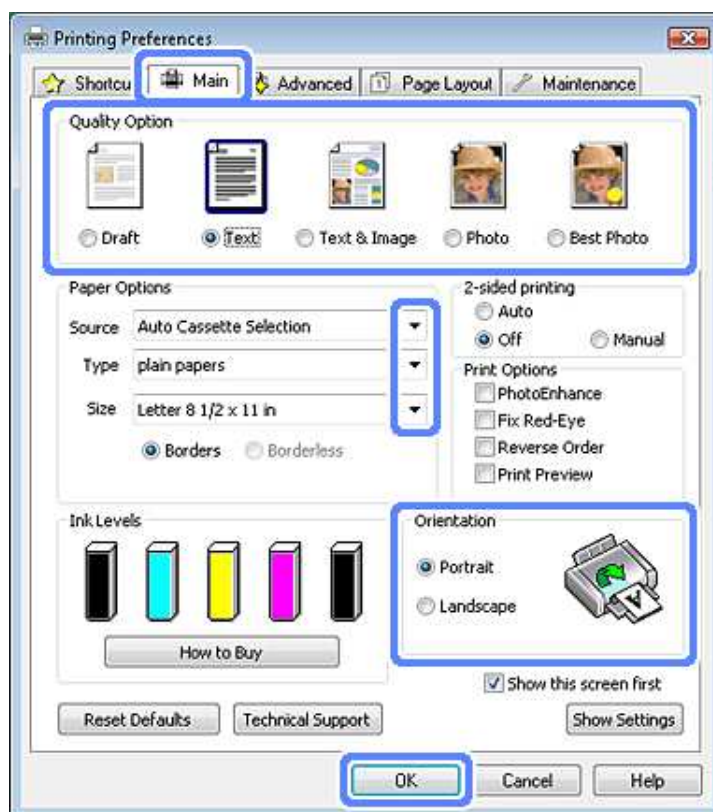 Printing Preferences
Shortcu Main Advanced Page Layout Maintenance
Quality Option
Draft Text Text & Image Photo Best Photo
Paper Options
Source Auto Cassette Selection
Type plain papers
Size Letter 8 1/2 x 11 in
Borders Borderless
2-sided printing
Auto
Off Manual
Print Options
PhotoEnhance
Fix Red-Eye
Reverse Order
Print Preview
Ink Levels
How to Buy
Orientation
Portrait
Landscape
A
Show this screen first
Reset Defaults Technical Support Show Settings
OK Cancel Help